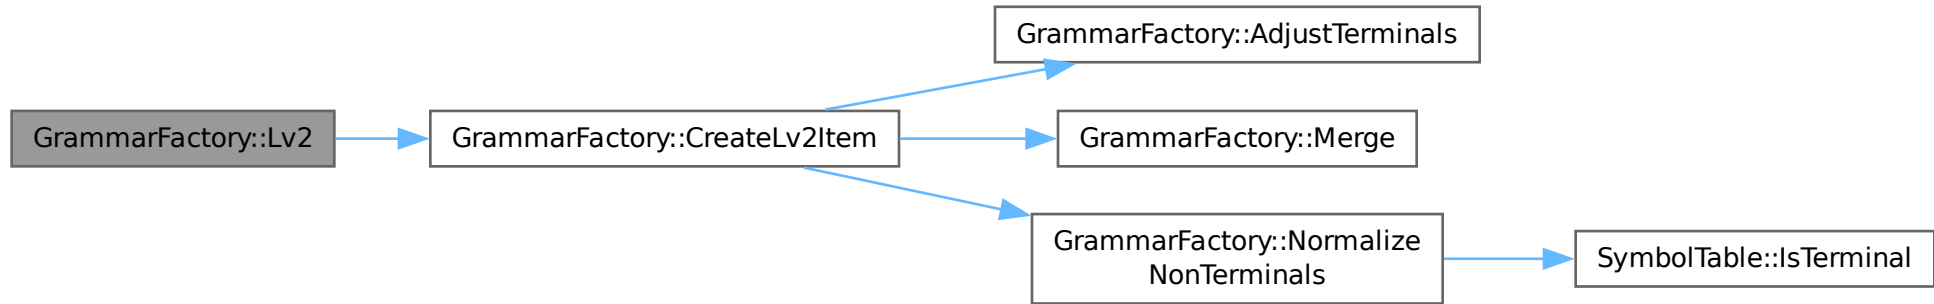 GrammarFactory::Lv2
GrammarFactory::CreateLv2Item
GrammarFactory::AdjustTerminals
GrammarFactory::Merge
GrammarFactory::Normalize
NonTerminals
SymbolTable::IsTerminal